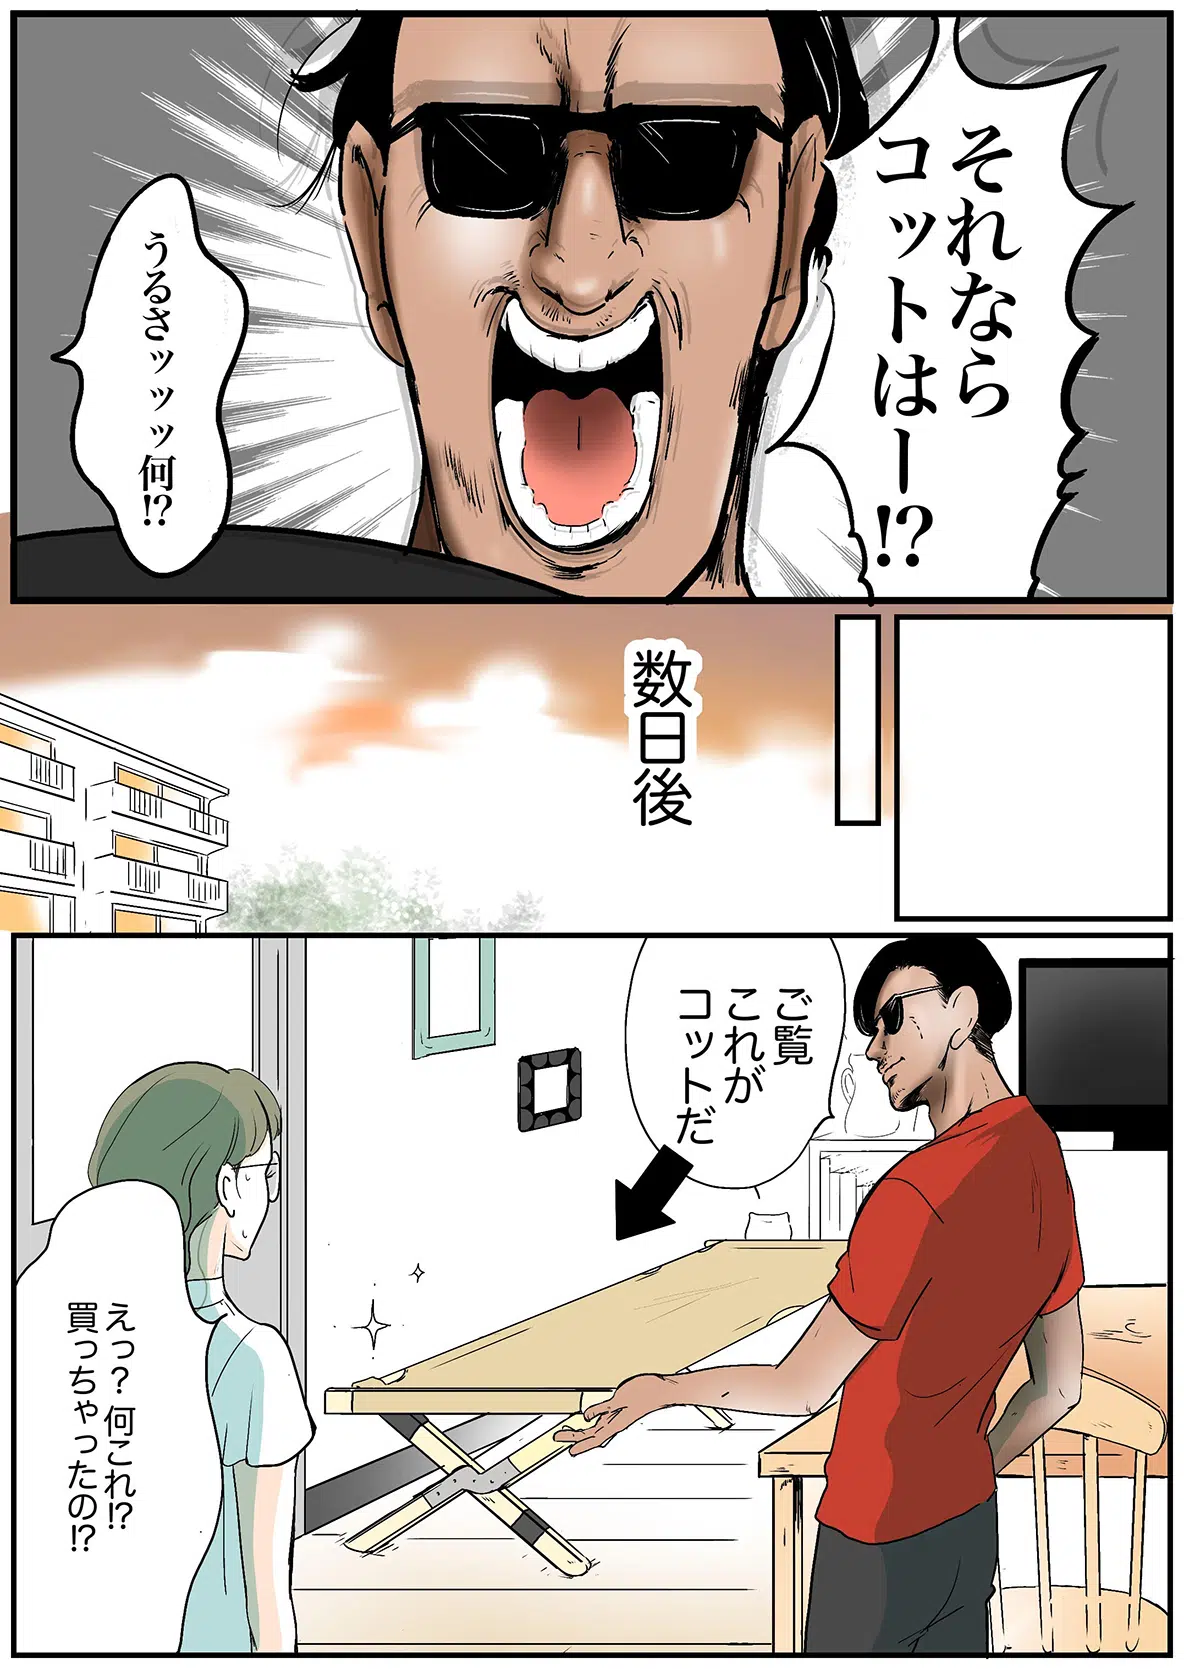 それなら
コットはー!?
うるさッッッ何!?
数日後
ご覧
これが
コットだ
えっ？何これ!?
買っちゃったの!?